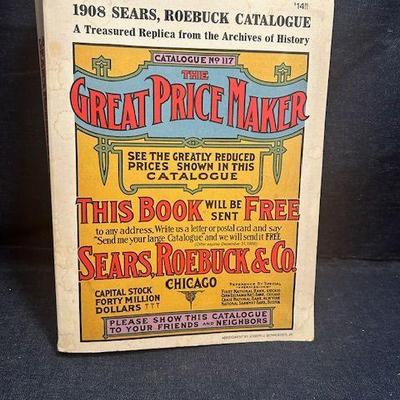 1908 SEARS, ROEBUCK CATALOGUE
A Treasured Replica from the Archives of History
CATALOGUE No 117
THE
GREAT PRICE MAKER
SEE THE GREATLY REDUCED
PRICES SHOWN IN THIS
CATALOGUE
THIS BOOK WILL BE SENT FREE
to any address. Write us a letter or postal card and say
"Send me your large Catalogue" and we will send it FREE
SEARS, ROEBUCK & CO.
CHICAGO
CAPITAL STOCK
FORTY MILLION
DOLLARS
REFERENCE BY SPECIAL
PLEASE SHOW THIS CATALOGUE
TO YOUR FRIENDS AND NEIGHBORS